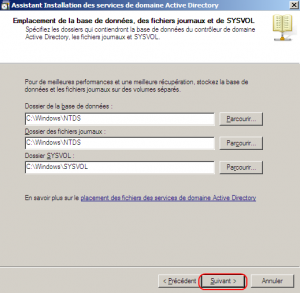 Assistant Installation des services de domaine Active Directory
Emplacement de la base de données, des fichiers journaux et de SYSVOL
Spécifiez les dossiers qui contiendront la base de données du contrôleur de domaine
Active Directory, les fichiers journaux et SYSVOL.
Pour de meilleures performances et une meilleure récupération, stockez la base de
données et les fichiers journaux sur des volumes séparés.
Dossier de la base de données :
C:\Windows\NTDS Parcourir...
Dossier des fichiers journaux :
C:\Windows\NTDS Parcourir...
Dossier SYSVOL :
C:\Windows\SYSVOL Parcourir...
En savoir plus sur le placement des fichiers des services de domaine Active Directory
< Précédent Suivant > Annuler